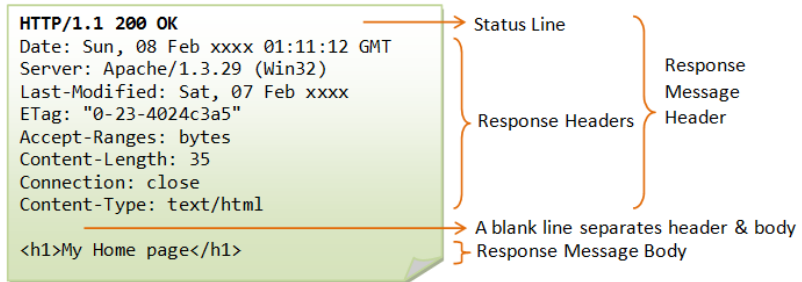 HTTP/1.1 200 OK
Date: Sun, 08 Feb xxxx 01:11:12 GMT
Server: Apache/1.3.29 (Win32)
Last-Modified: Sat, 07 Feb xxxx
ETag: "0-23-4024c3a5"
Accept-Ranges: bytes
Content-Length: 35
Connection: close
Content-Type: text/html
<h1>My Home page</h1>
Status Line
Response Headers
A blank line separates header & body
Response Message Body
Response
Message
Header